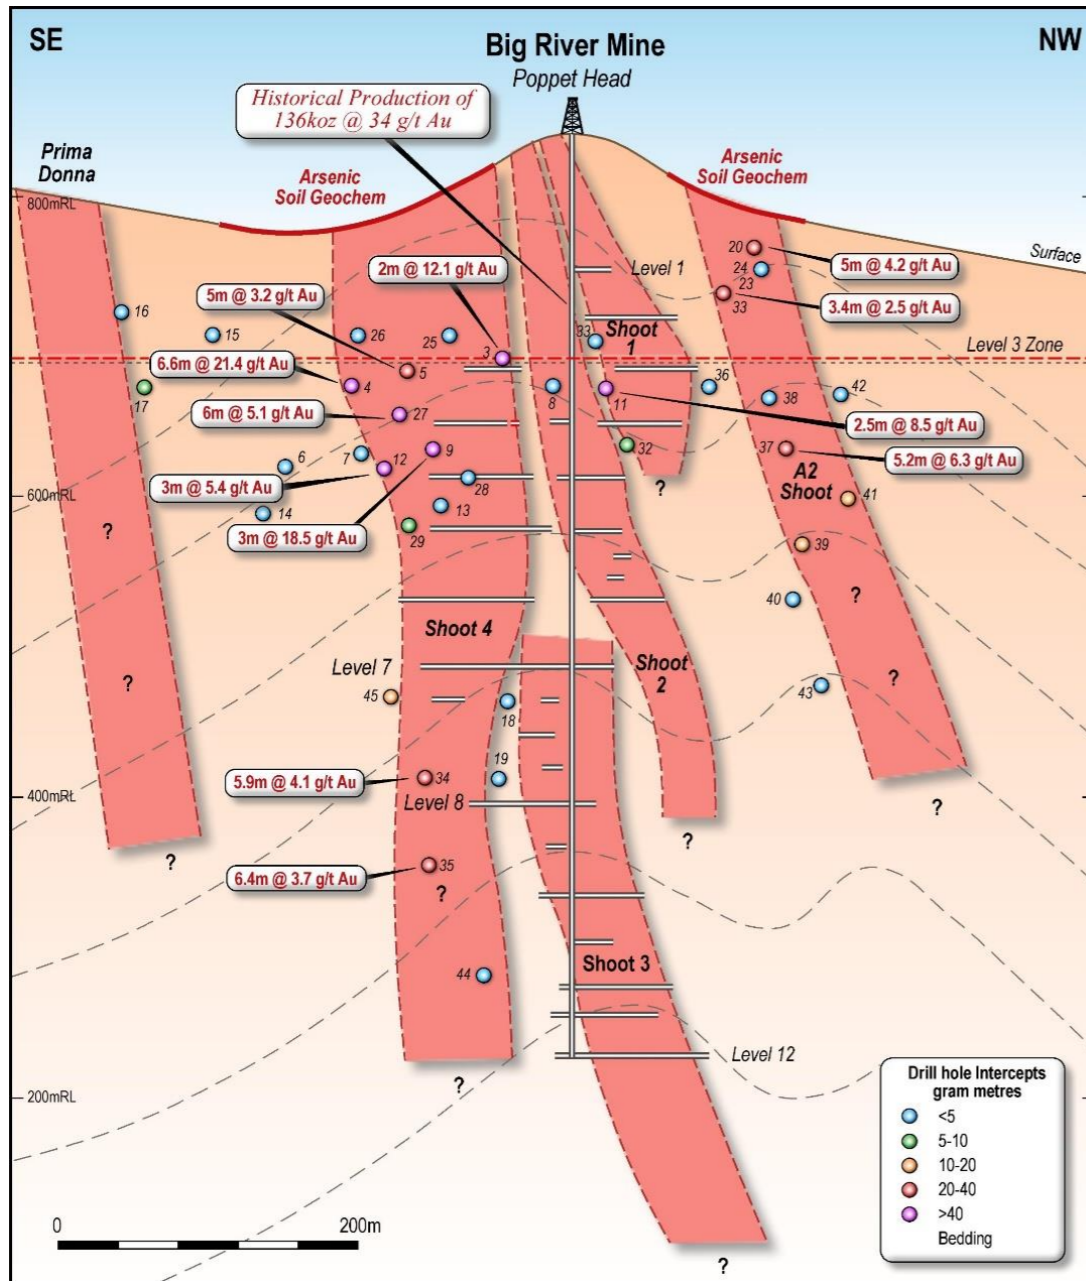 SE
Big River Mine
NW
Poppet Head
Historical Production of
136koz @ 34 g/t Au
Prima
Donna
Arsenic
Soil Geochem
Arsenic
Soil Geochem
800mRL
Surface
20
5m @ 4.2 g/t Au
24
2m @ 12.1 g/t Au
Level 1
23
3.4m @ 2.5 g/t Au
33
5m @ 3.2 g/t Au
16
15
26
25
33
Shoot
1
Level 3 Zone
3
6.6m @ 21.4 g/t Au
4
5
17
8
11
36
38
42
6m @ 5.1 g/t Au
27
2.5m @ 8.5 g/t Au
32
37
5.2m @ 6.3 g/t Au
6
7
12
9
3m @ 5.4 g/t Au
28
?
A2
Shoot
41
600mRL
14
13
3m @ 18.5 g/t Au
29
?
39
40
?
Shoot 4
Level 7
45
Shoot
2
?
18
43
?
19
5.9m @ 4.1 g/t Au
34
Level 8
400mRL
?
?
?
6.4m @ 3.7 g/t Au
35
?
44
Shoot 3
Level 12
?
200mRL
Drill hole Intercepts
gram metres
<5
5-10
10-20
20-40
>40
Bedding
0
200m
?